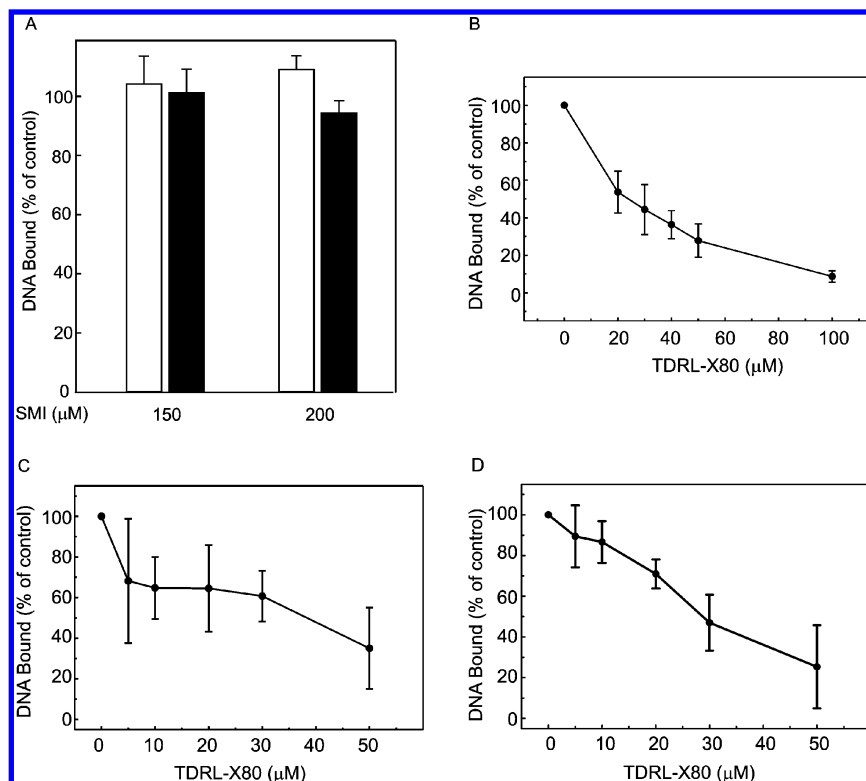 A
DNA Bound (% of control)
100
80
60
40
20
0
SMI (μM)
150
200
B
DNA Bound (% of control)
100
80
60
40
20
0
0 20 40 60 80 100
TDRL-X80 (μM)
C
DNA Bound (% of control)
100
80
60
40
20
0
0 10 20 30 40 50
TDRL-X80 (μM)
D
DNA Bound (% of control)
100
80
60
40
20
0
0 10 20 30 40 50
TDRL-X80 (μM)